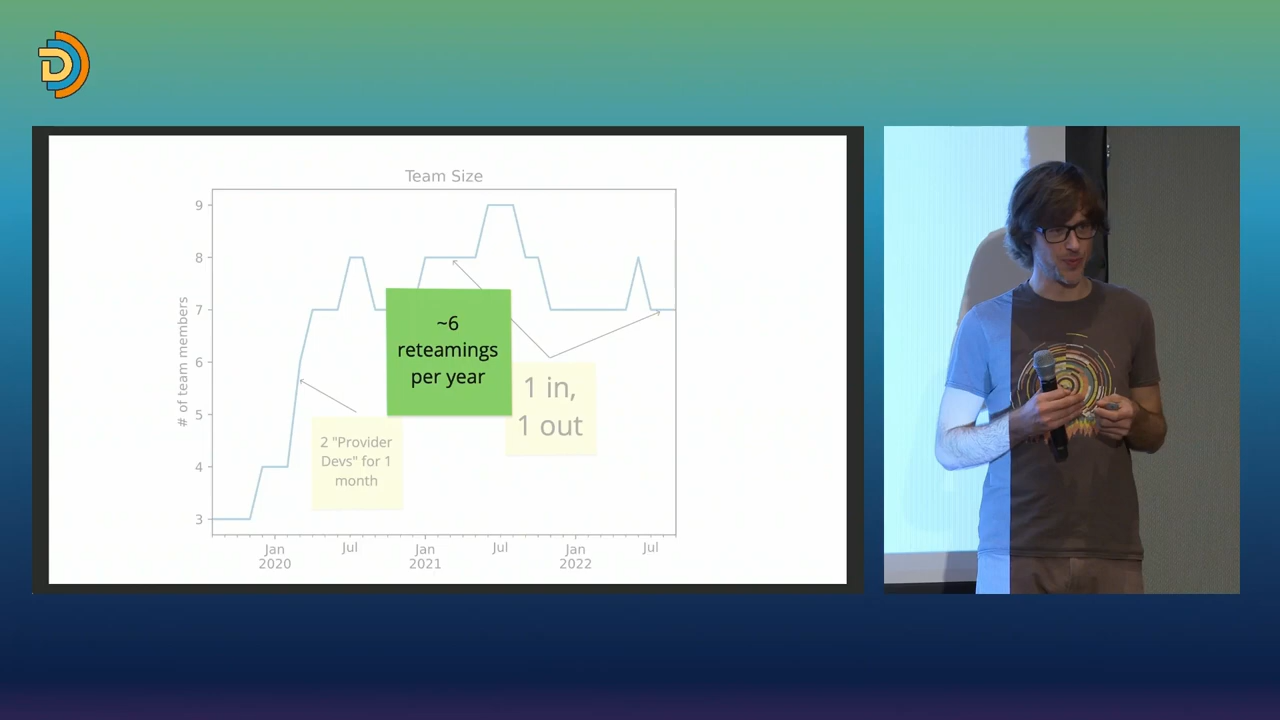 D
Team Size
# of team members
9
8
7
6
5
4
3
~6
reteamings
per year
1 in,
1 out
2 "Provider
Devs" for 1
month
Jan
2020
Jul
Jan
2021
Jul
Jan
2022
Jul